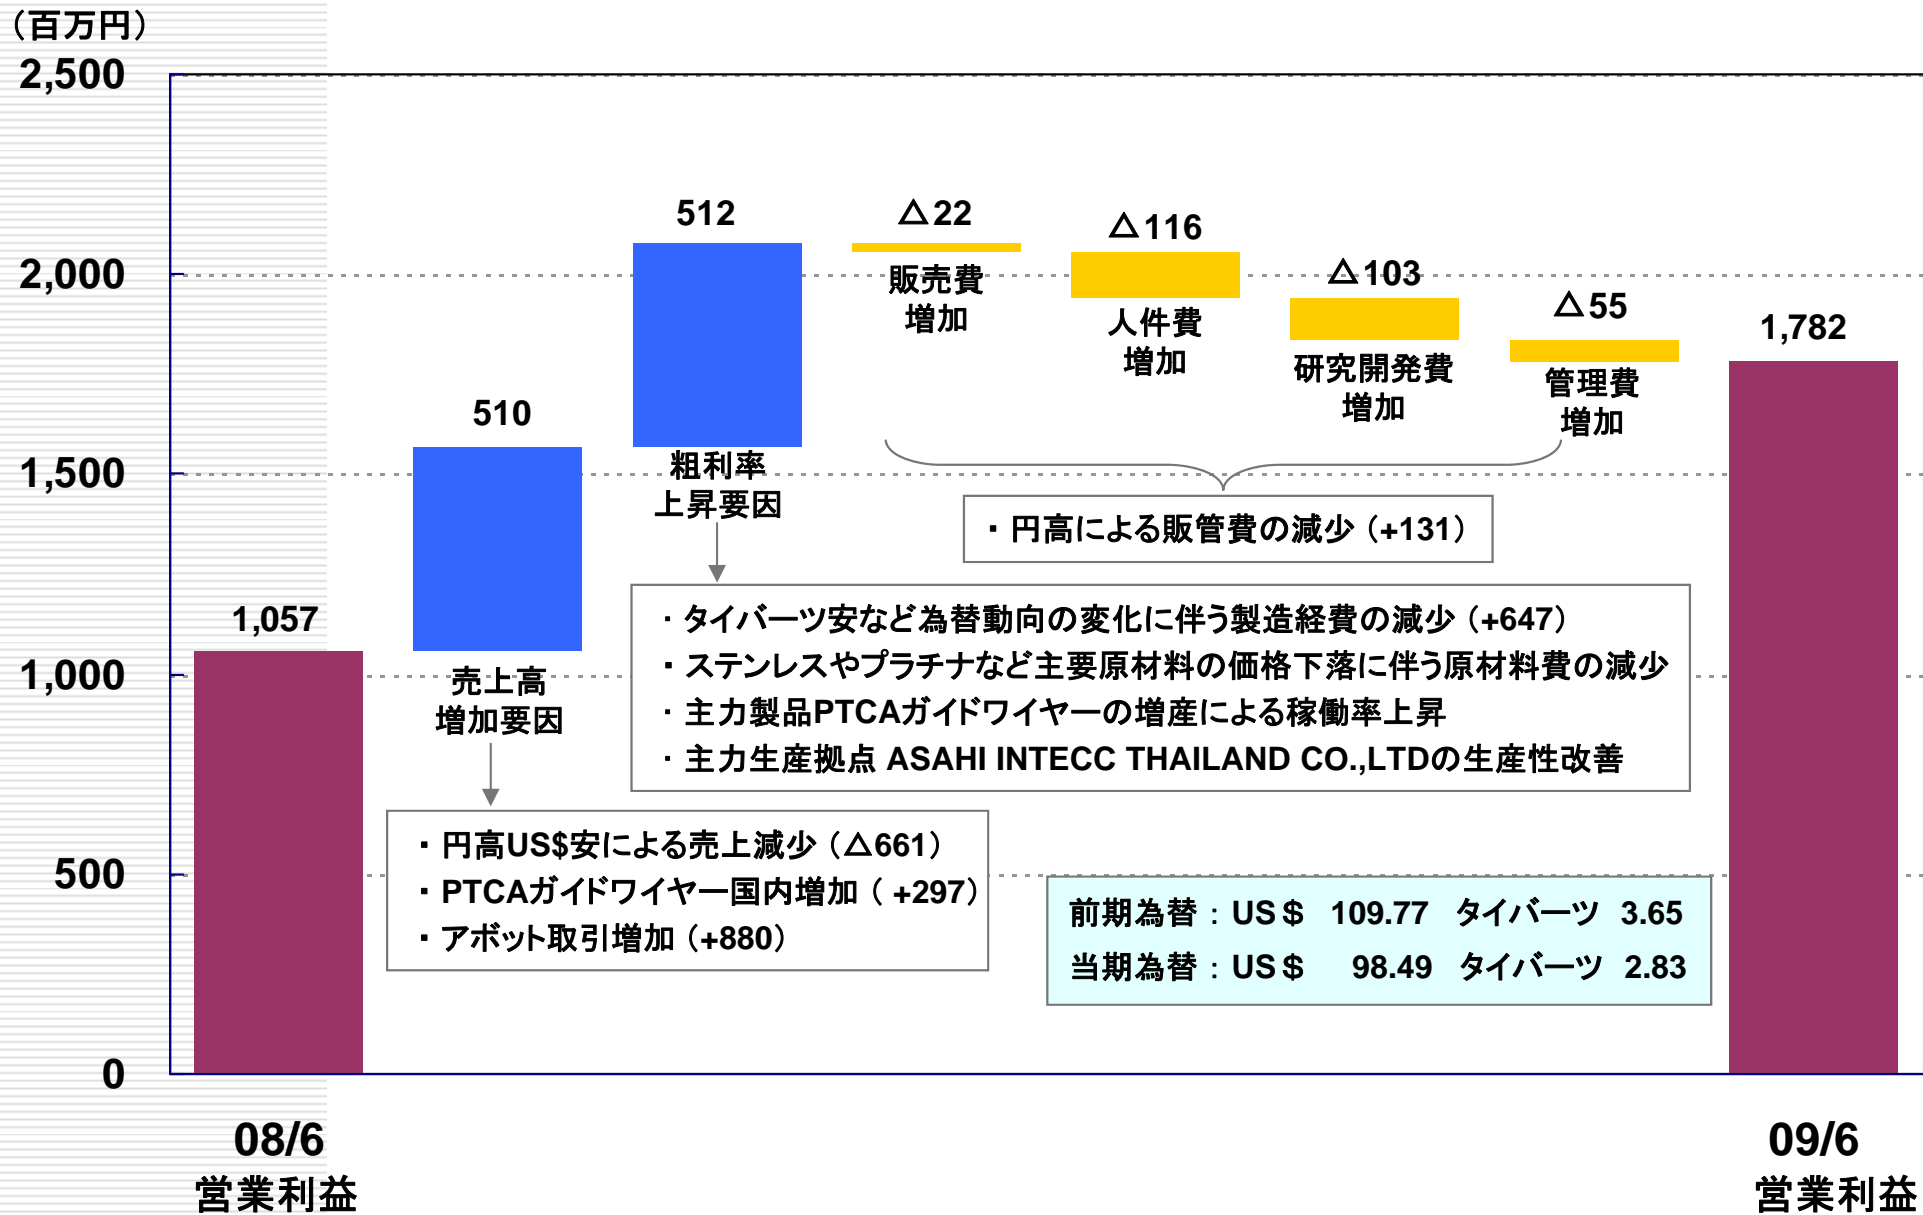 （百万円）
2,500
2,000
1,500
1,000
500
0
1,057
510
売上高
増加要因
512
粗利率
上昇要因
△22
販売費
増加
△116
人件費
増加
△103
研究開発費
増加
△55
管理費
増加
1,782
・円高による販管費の減少（+131）
・タイバーツ安など為替動向の変化に伴う製造経費の減少（+647）
・ステンレスやプラチナなど主要原材料の価格下落に伴う原材料費の減少
・主力製品PTCAガイドワイヤーの増産による稼働率上昇
・主力生産拠点 ASAHI INTECC THAILAND CO.,LTDの生産性改善
・円高US$安による売上減少（△661）
・PTCAガイドワイヤー国内増加（ +297）
・アボット取引増加（+880）
前期為替：US＄ 109.77 タイバーツ 3.65
当期為替：US＄ 98.49 タイバーツ 2.83
08/6
営業利益
09/6
営業利益